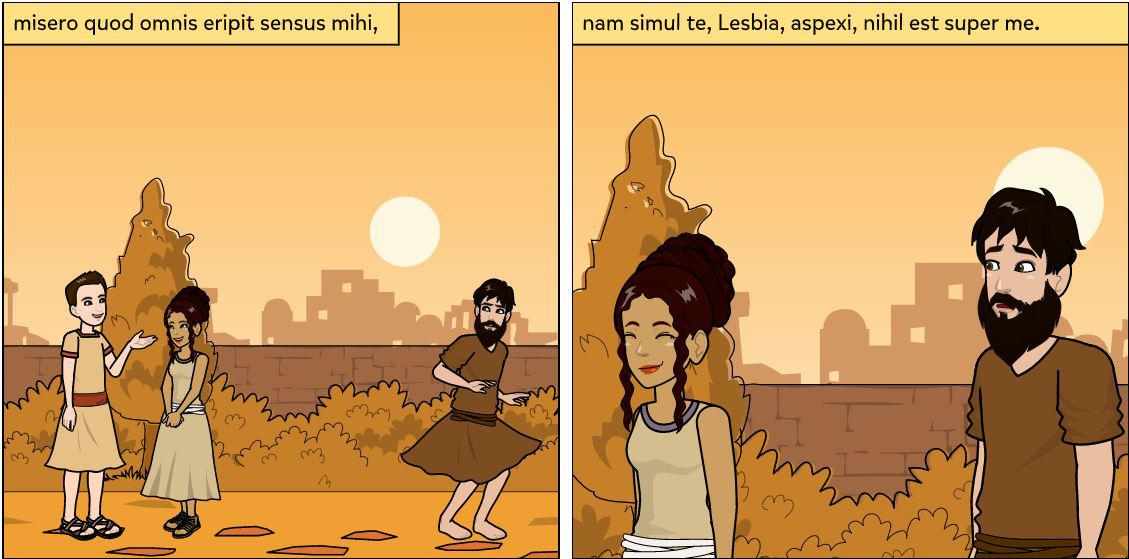 misero quod omnis eripit sensus mihi,
nam simul te, Lesbia, aspexi, nihil est super me.